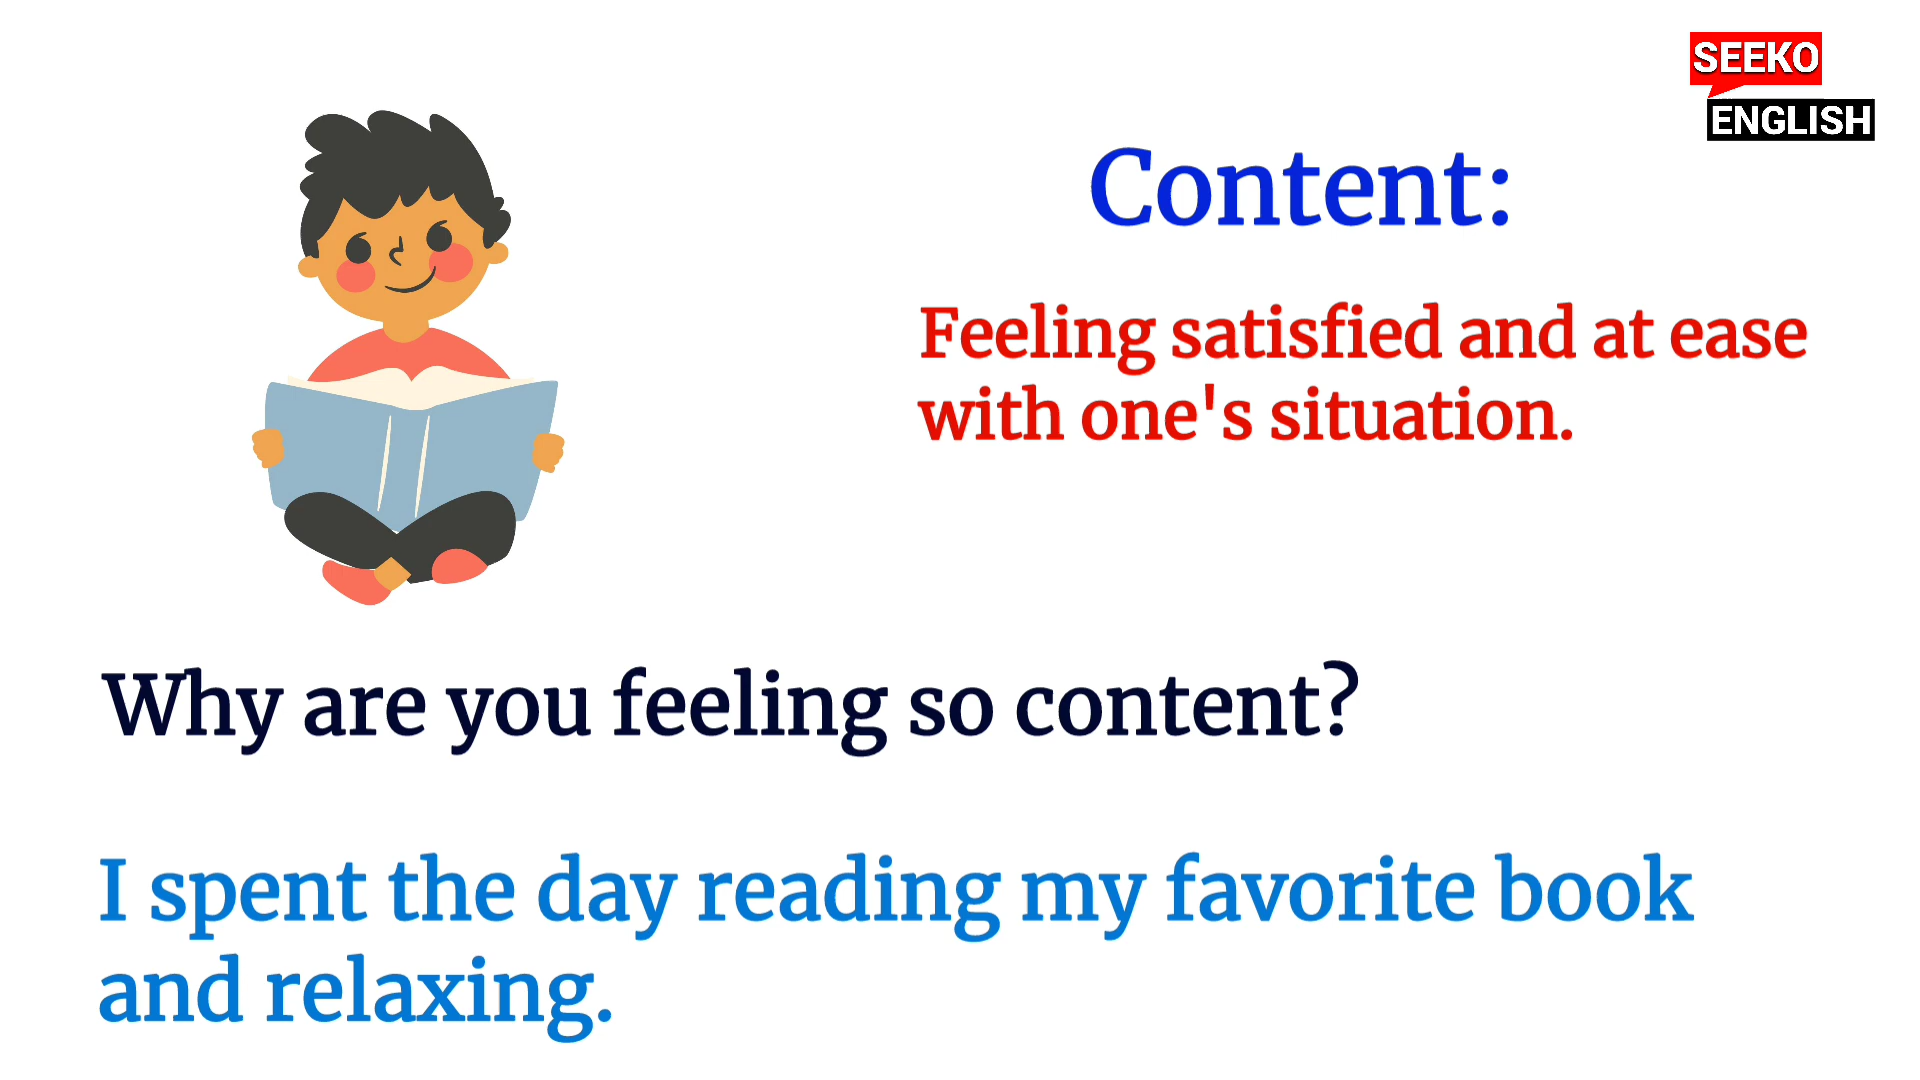 SEEKO
ENGLISH
Content:
Feeling satisfied and at ease
with one's situation.
Why are you feeling so content?
I spent the day reading my favorite book
and relaxing.